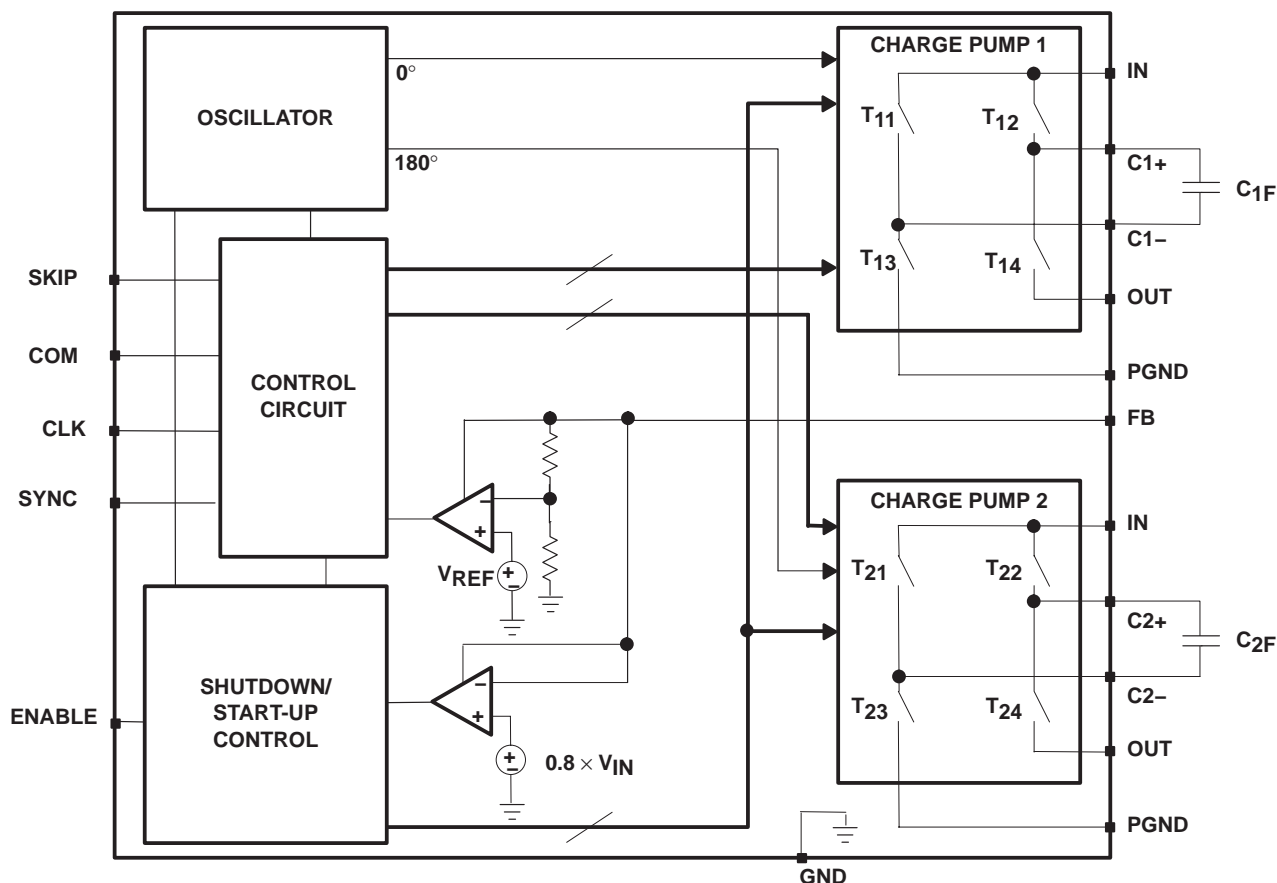 OSCILLATOR
0°
180°
CHARGE PUMP 1
T11
T12
T13
T14
IN
C1+
C1F
C1–
OUT
PGND
FB
SKIP
COM
CLK
SYNC
CONTROL
CIRCUIT
–
+
VREF
+
–
CHARGE PUMP 2
T21
T22
T23
T24
IN
C2+
C2F
C2–
OUT
PGND
ENABLE
SHUTDOWN/
START-UP
CONTROL
–
+
+
–
0.8 × VIN
GND